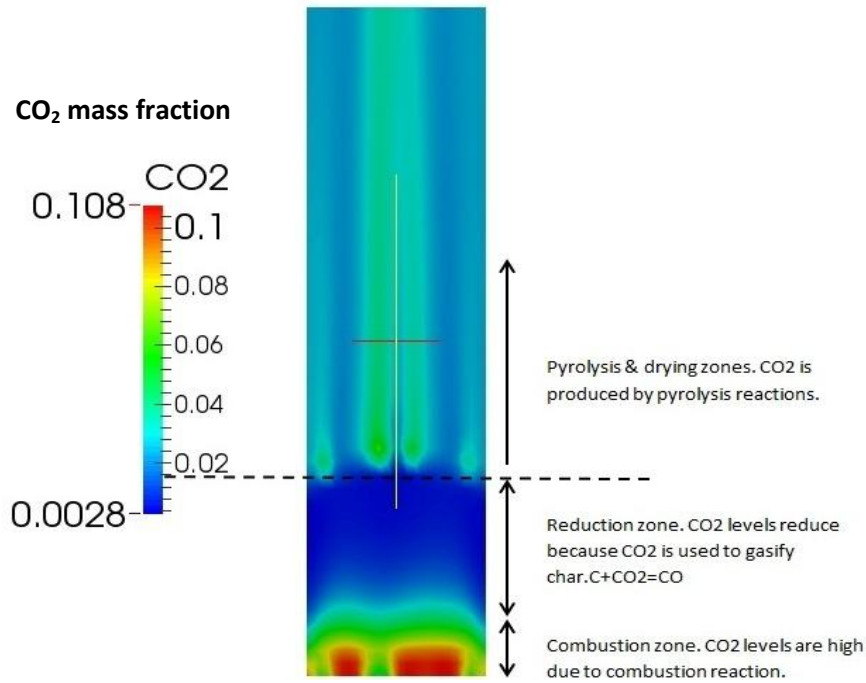 CO₂ mass fraction
CO2
0.108
0.1
0.08
0.06
0.04
0.02
0.0028
Pyrolysis & drying zones. CO2 is
produced by pyrolysis reactions.
Reduction zone. CO2 levels reduce
because CO2 is used to gasify
char.C+CO2=CO
Combustion zone. CO2 levels are high
due to combustion reaction.